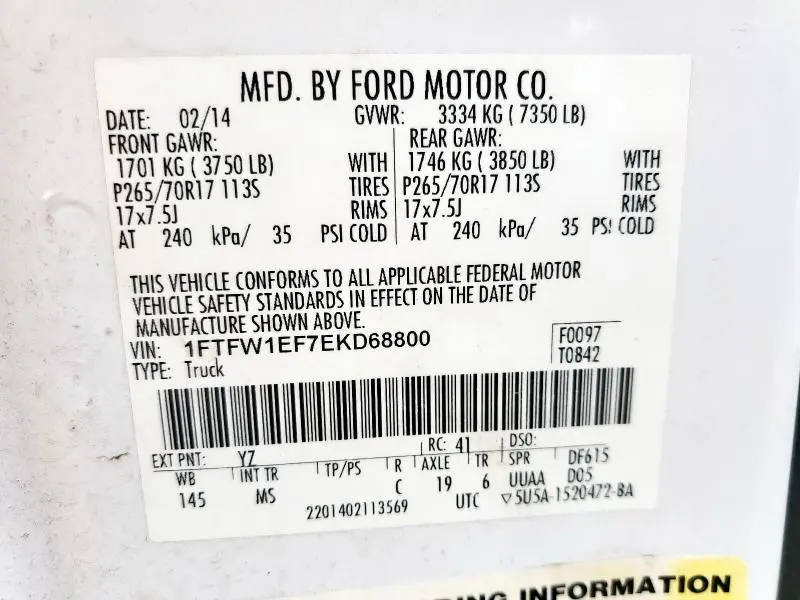 MFD. BY FORD MOTOR CO.
DATE: 02/14 GVWR: 3334 KG ( 7350 LB)
FRONT GAWR: REAR GAWR:
1701 KG ( 3750 LB) WITH 1746 KG ( 3850 LB) WITH
P265/70R17 113S TIRES P265/70R17 113S TIRES
17x7.5J RIMS 17x7.5J RIMS
AT 240 kPa/ 35 PSI COLD AT 240 kPa/ 35 PSI COLD
THIS VEHICLE CONFORMS TO ALL APPLICABLE FEDERAL MOTOR
VEHICLE SAFETY STANDARDS IN EFFECT ON THE DATE OF
MANUFACTURE SHOWN ABOVE.
VIN: 1FTFW1EF7EKD68800 F0097
TYPE: Truck T0842
EXT PNT: YZ RC: 41 DSO:
WB INT TR TP/PS R AXLE TR SPR DF615
145 MS C 19 6 UUAA D05
2201402113569 UTC ▽5U5A-1520472-BA
INFORMATION